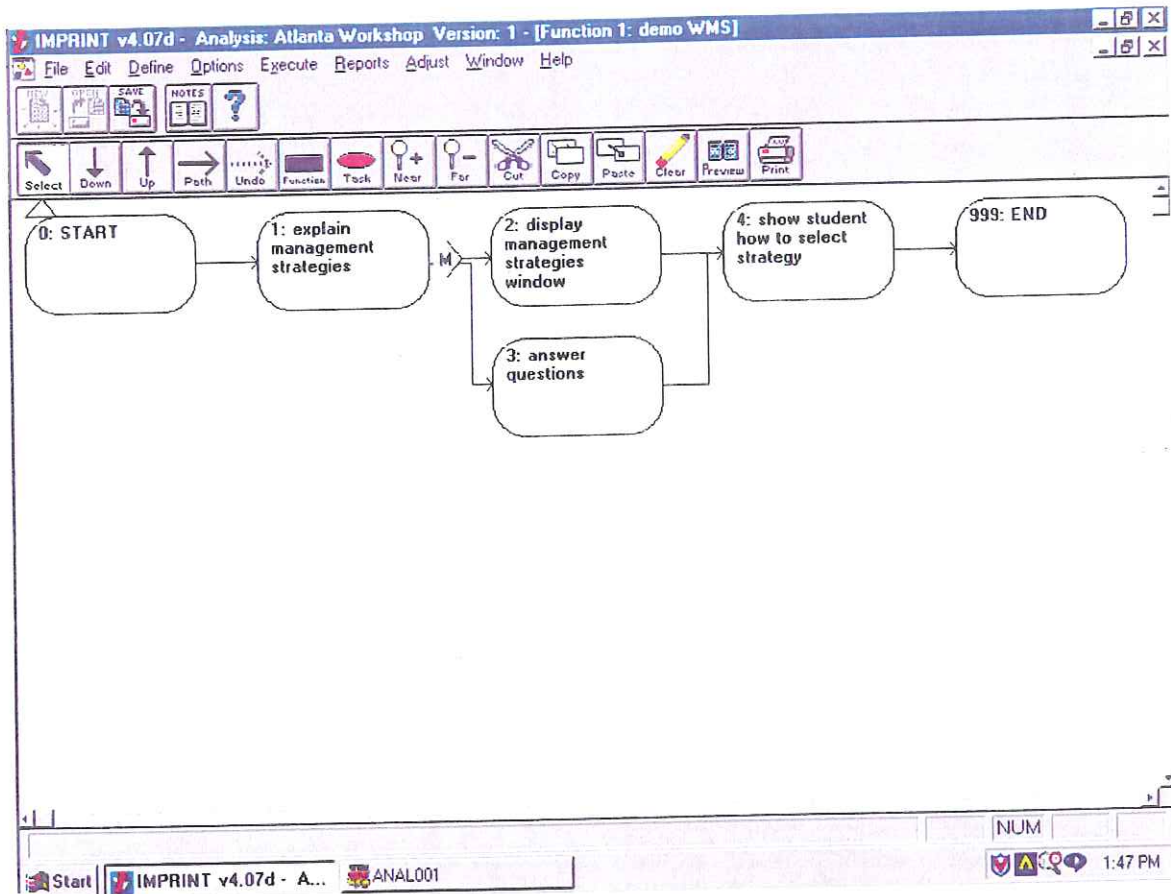 IMPRINT v4.07d - Analysis: Atlanta Workshop Version: 1 - [Function 1: demo WMS]
File Edit Define Options Execute Reports Adjust Window Help
NEW OPEN SAVE NOTES ?
Select Down Up Path Undo Function Task Near Far Cut Copy Paste Clear Preview Print
0: START
1: explain
management
strategies
M
2: display
management
strategies
window
4: show student
how to select
strategy
999: END
3: answer
questions
NUM
Start IMPRINT v4.07d - A... ANAL001 1:47 PM